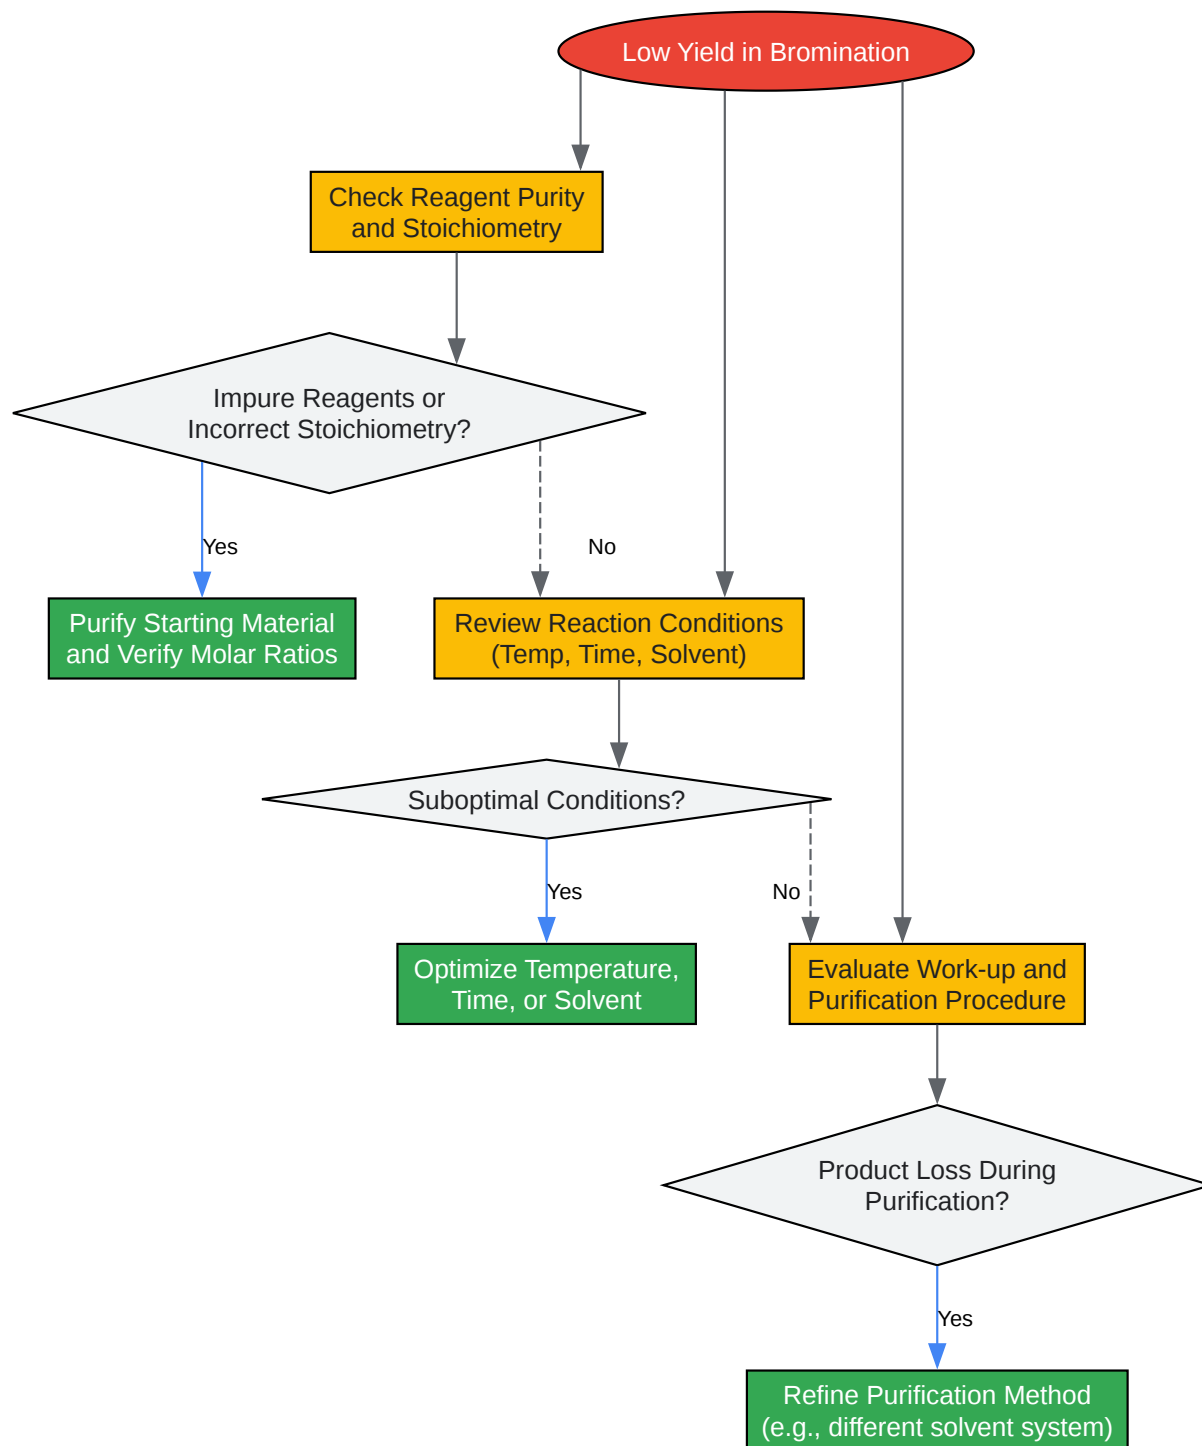 Low Yield in Bromination
Check Reagent Purity
and Stoichiometry
Impure Reagents or
Incorrect Stoichiometry?
Yes
No
Purify Starting Material
and Verify Molar Ratios
Review Reaction Conditions
(Temp, Time, Solvent)
Suboptimal Conditions?
Yes
No
Optimize Temperature,
Time, or Solvent
Evaluate Work-up and
Purification Procedure
Product Loss During
Purification?
Yes
Refine Purification Method
(e.g., different solvent system)